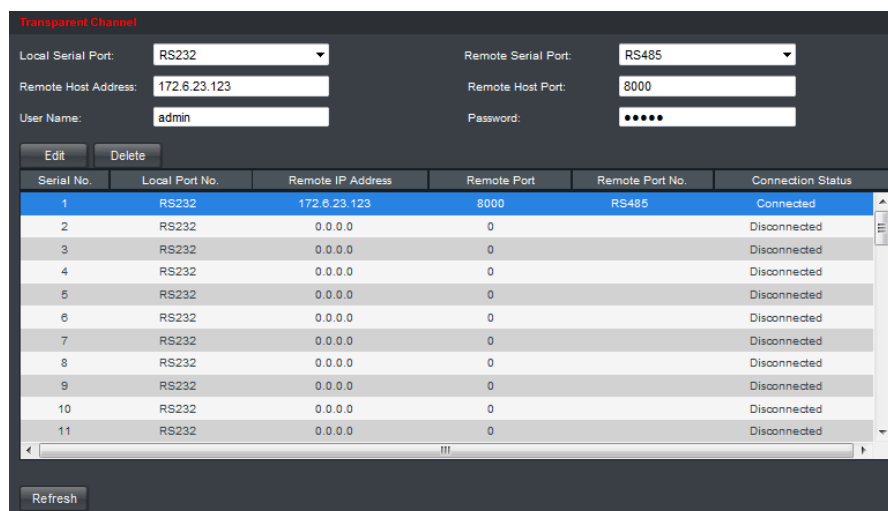 Transparent Channel
Local Serial Port: RS232 Remote Serial Port: RS485
Remote Host Address: 172.6.23.123 Remote Host Port: 8000
User Name: admin Password: •••••
Edit Delete
Serial No. Local Port No. Remote IP Address Remote Port Remote Port No. Connection Status
1 RS232 172.6.23.123 8000 RS485 Connected
2 RS232 0.0.0.0 0 Disconnected
3 RS232 0.0.0.0 0 Disconnected
4 RS232 0.0.0.0 0 Disconnected
5 RS232 0.0.0.0 0 Disconnected
6 RS232 0.0.0.0 0 Disconnected
7 RS232 0.0.0.0 0 Disconnected
8 RS232 0.0.0.0 0 Disconnected
9 RS232 0.0.0.0 0 Disconnected
10 RS232 0.0.0.0 0 Disconnected
11 RS232 0.0.0.0 0 Disconnected
Refresh